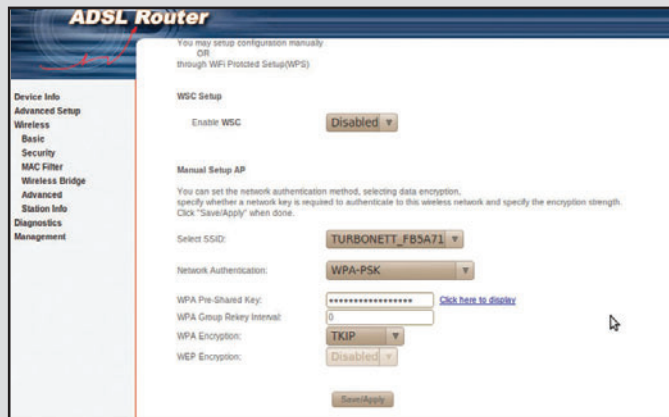 ADSL Router
You may setup configuration manually
OR
through WiFi Protcted Setup(WPS)
Device Info
Advanced Setup
Wireless
Basic
Security
MAC Filter
Wireless Bridge
Advanced
Station Info
Diagnostics
Management
WSC Setup
Enable WSC Disabled
Manual Setup AP
You can set the network authentication method, selecting data encryption,
specify whether a network key is required to authenticate to this wireless network and specify the encryption strength.
Click "Save/Apply" when done.
Select SSID: TURBONETT_FB5A71
Network Authentication: WPA-PSK
WPA Pre-Shared Key: ••••••••••••••••• Click here to display
WPA Group Rekey Interval: 0
WPA Encryption: TKIP
WEP Encryption: Disabled
Save/Apply